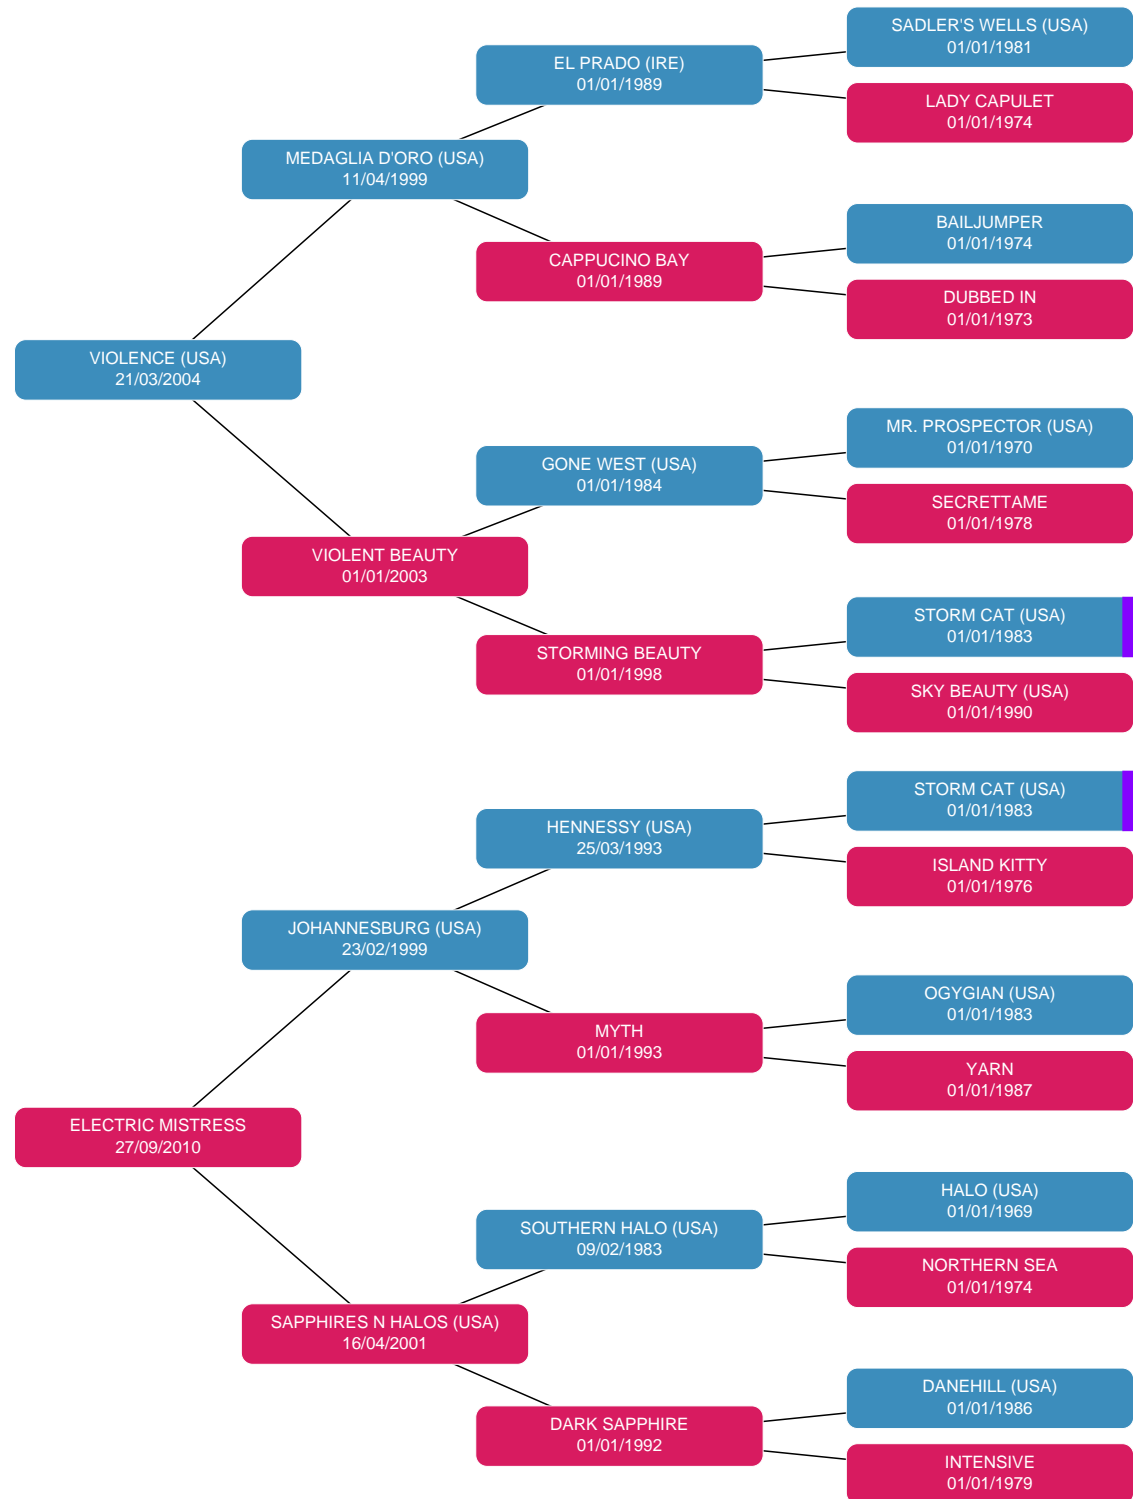 SADLER'S WELLS (USA)
01/01/1981
EL PRADO (IRE)
01/01/1989
LADY CAPULET
01/01/1974
MEDAGLIA D'ORO (USA)
11/04/1999
BAILJUMPER
01/01/1974
CAPPUCINO BAY
01/01/1989
DUBBED IN
01/01/1973
VIOLENCE (USA)
21/03/2004
MR. PROSPECTOR (USA)
01/01/1970
GONE WEST (USA)
01/01/1984
SECRETTAME
01/01/1978
VIOLENT BEAUTY
01/01/2003
STORM CAT (USA)
01/01/1983
STORMING BEAUTY
01/01/1998
SKY BEAUTY (USA)
01/01/1990
STORM CAT (USA)
01/01/1983
HENNESSY (USA)
25/03/1993
ISLAND KITTY
01/01/1976
JOHANNESBURG (USA)
23/02/1999
OGYGIAN (USA)
01/01/1983
MYTH
01/01/1993
YARN
01/01/1987
ELECTRIC MISTRESS
27/09/2010
HALO (USA)
01/01/1969
SOUTHERN HALO (USA)
09/02/1983
NORTHERN SEA
01/01/1974
SAPPHIRES N HALOS (USA)
16/04/2001
DANEHILL (USA)
01/01/1986
DARK SAPPHIRE
01/01/1992
INTENSIVE
01/01/1979